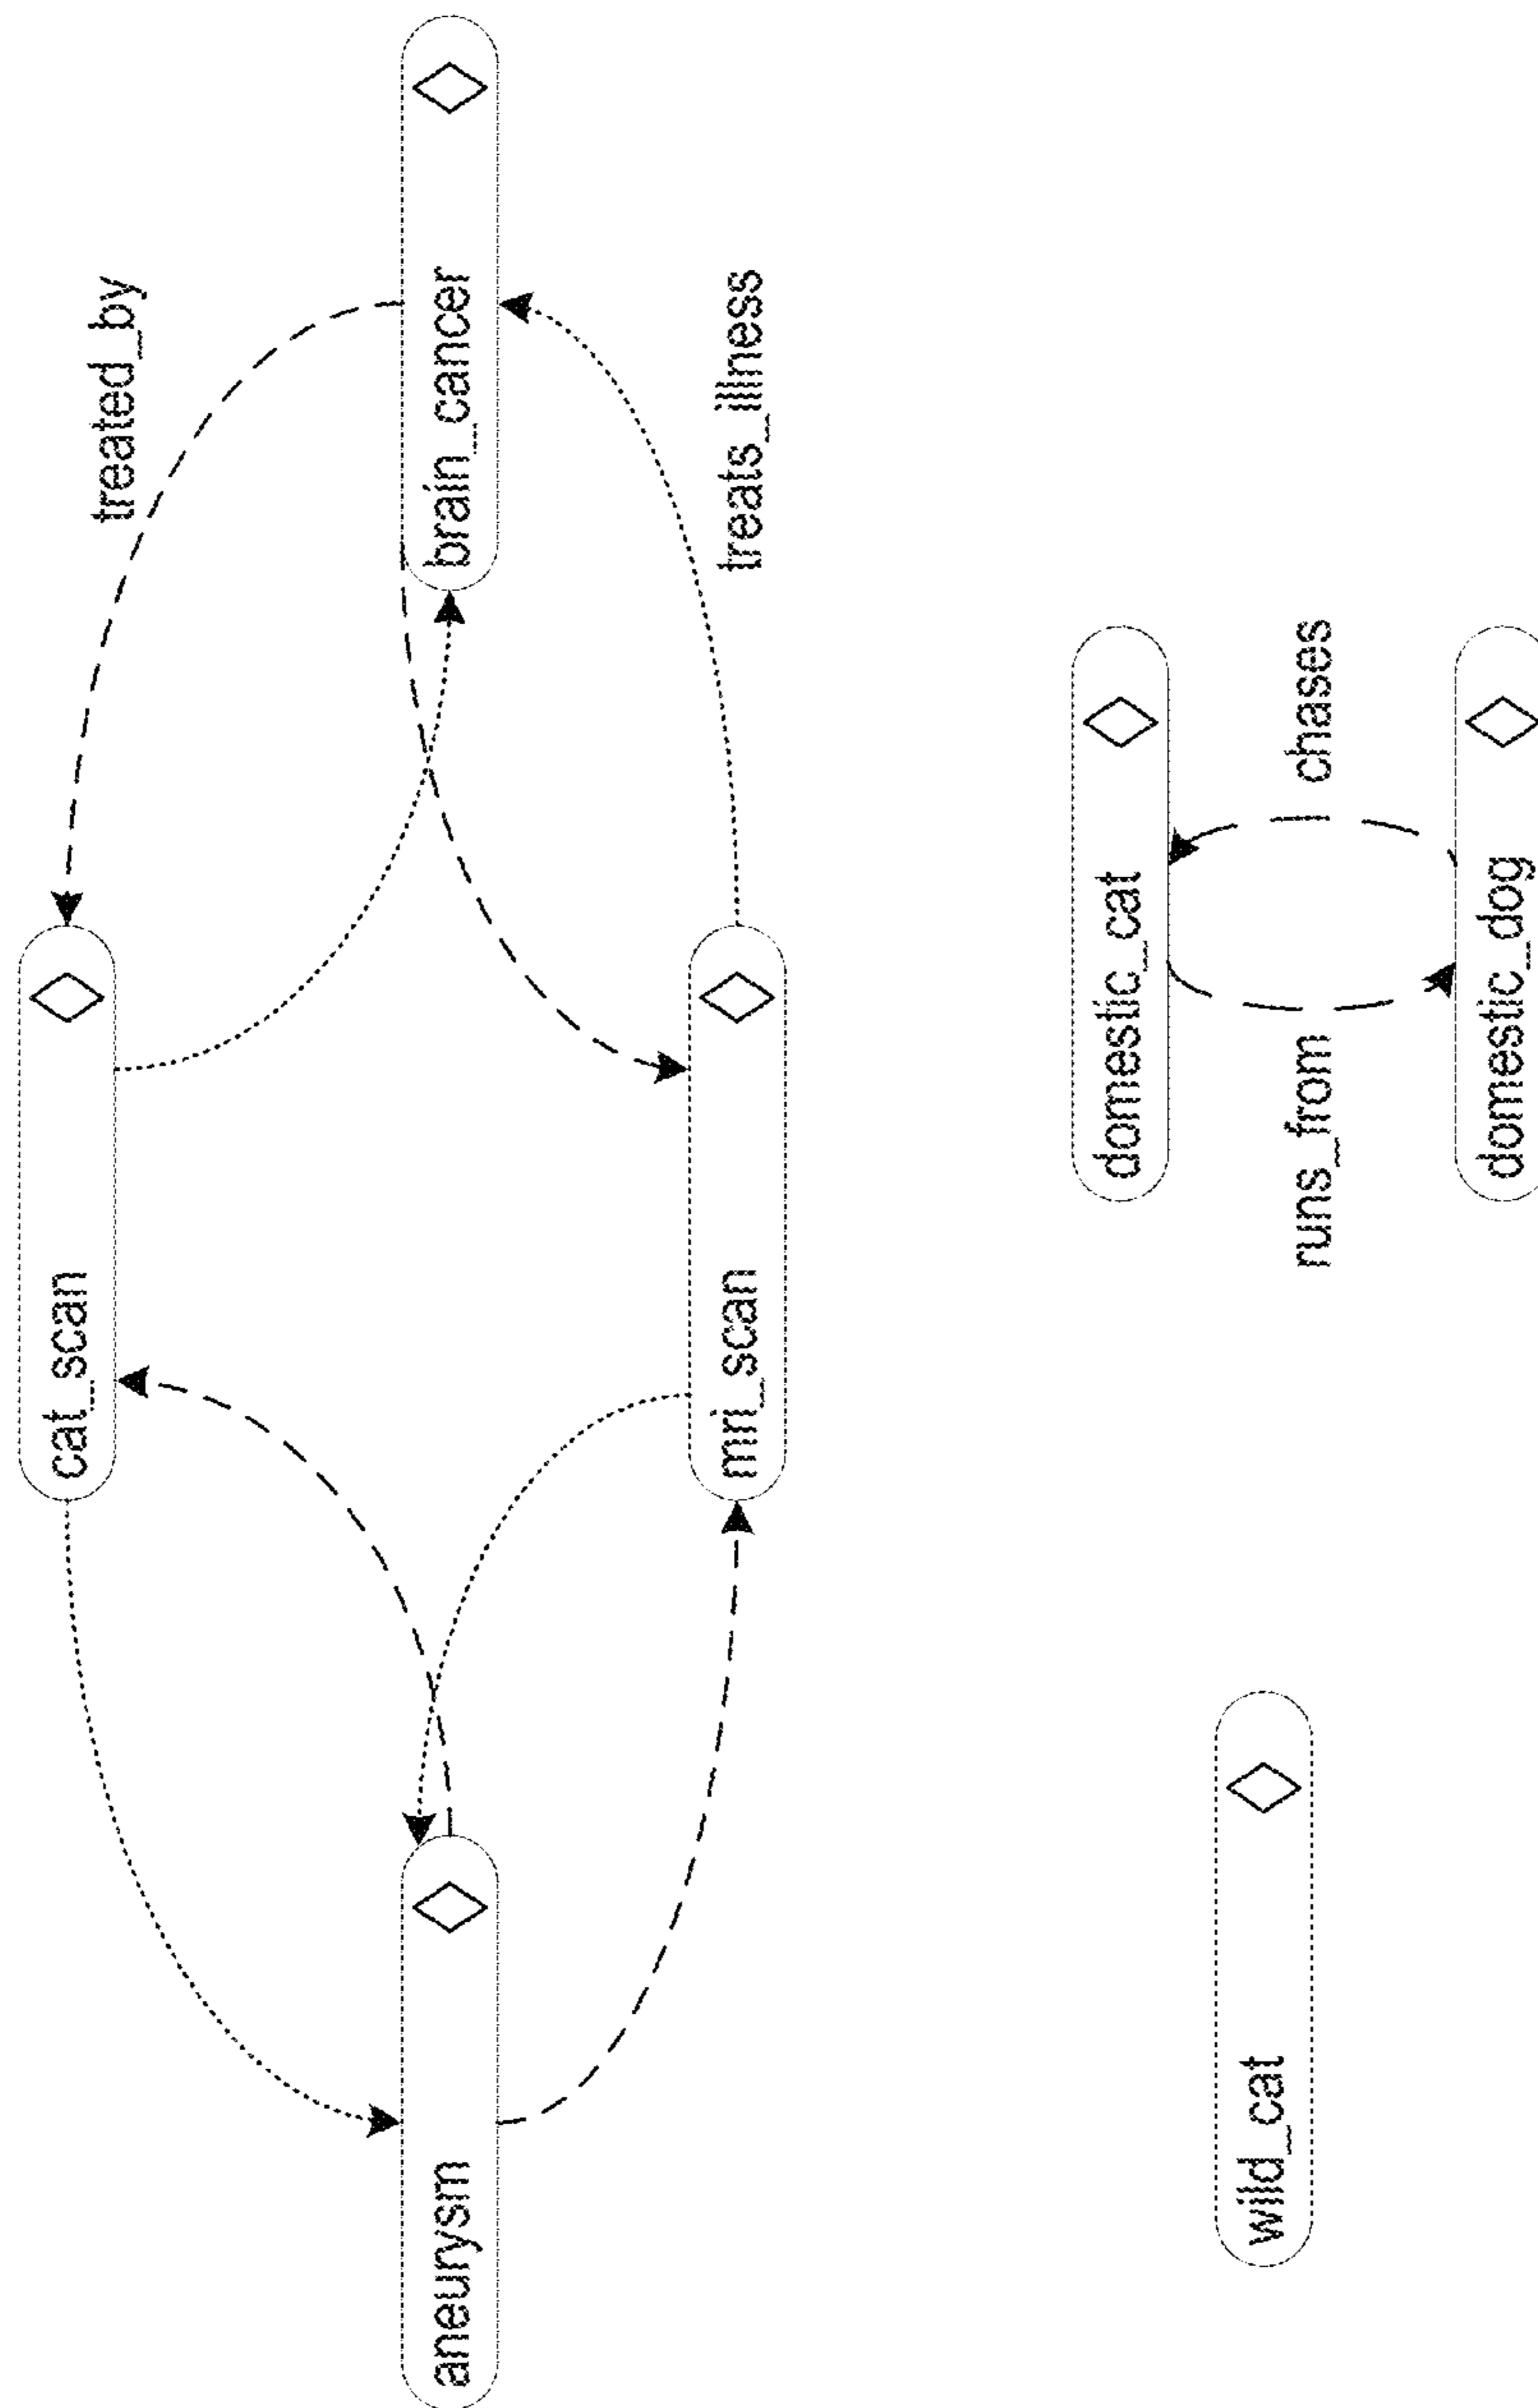 cat_scan
treated_by
aneurysm
brain_cancer
mri_scan
treats_illness
domestic_cat
wild_cat
runs_from
chases
domestic_dog